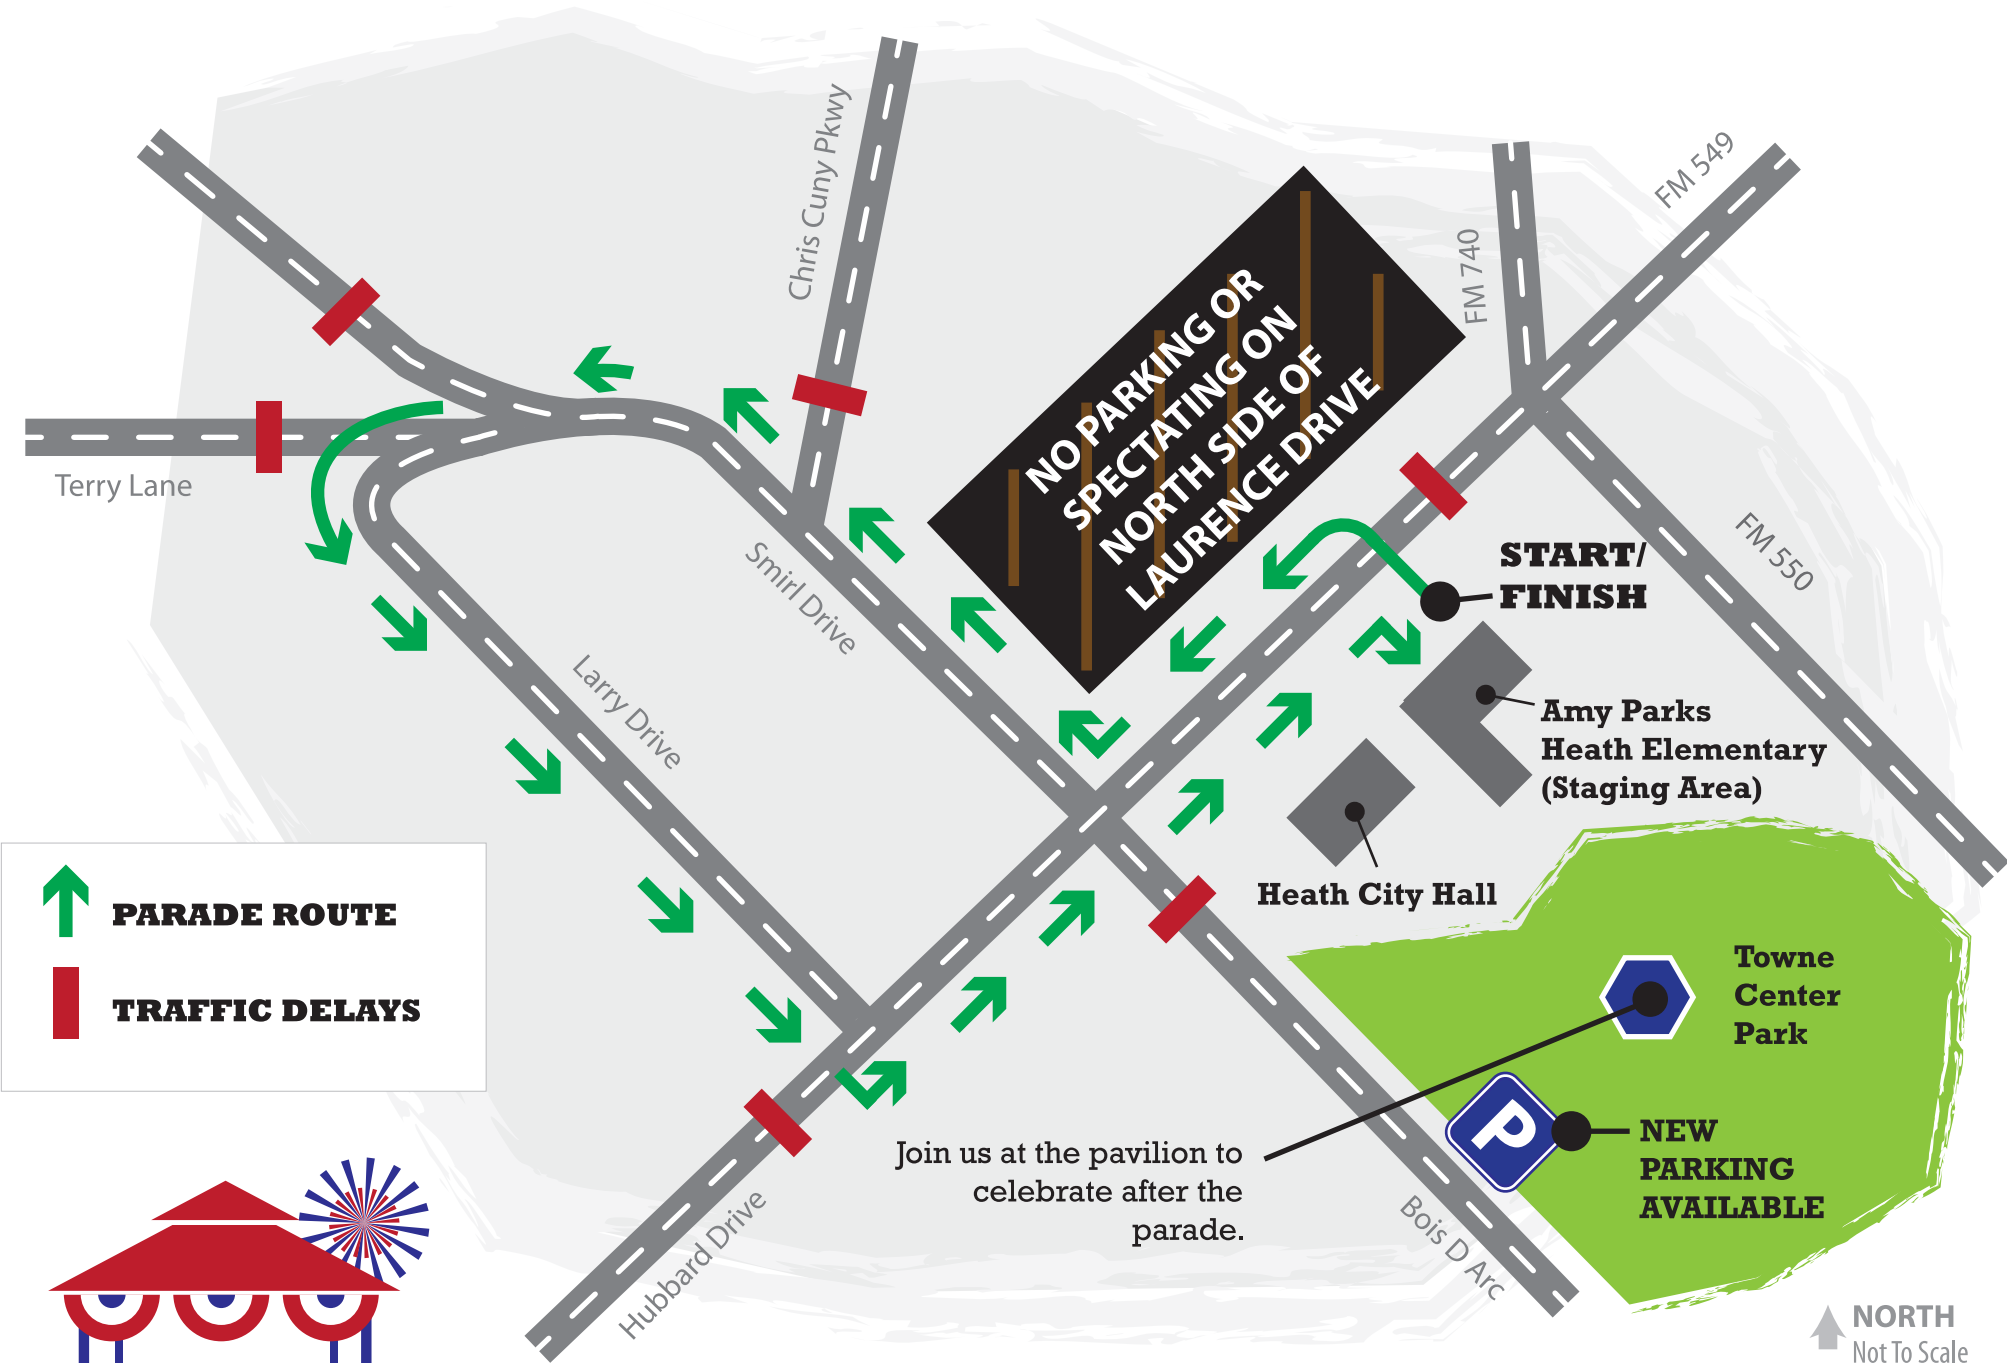 Chris Cuny Pkwy
FM 549
FM 740
NO PARKING OR
SPECTATING ON
NORTH SIDE OF
LAURENCE DRIVE
Terry Lane
Smirl Drive
START/
FINISH
FM 550
Larry Drive
Amy Parks
Heath Elementary
(Staging Area)
Heath City Hall
PARADE ROUTE
TRAFFIC DELAYS
Towne
Center
Park
P
NEW
PARKING
AVAILABLE
Join us at the pavilion to
celebrate after the
parade.
Hubbard Drive
Bois D Arc
NORTH
Not To Scale